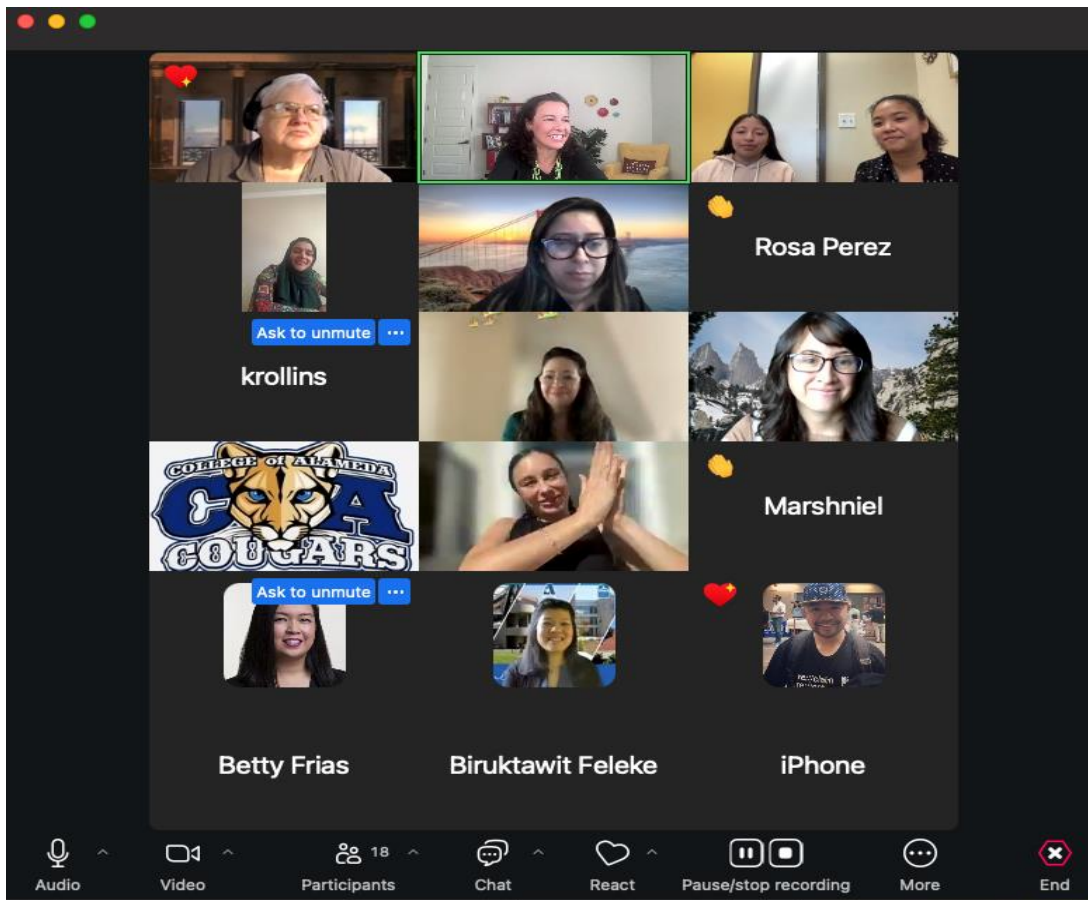 Rosa Perez
Ask to unmute ...
krollins
COLLEGE of ALAMEDA
COA
COUGARS
Marshniel
Ask to unmute ...
Betty Frias
Biruktawit Feleke
iPhone
Audio
Video
18
Participants
Chat
React
Pause/stop recording
More
End